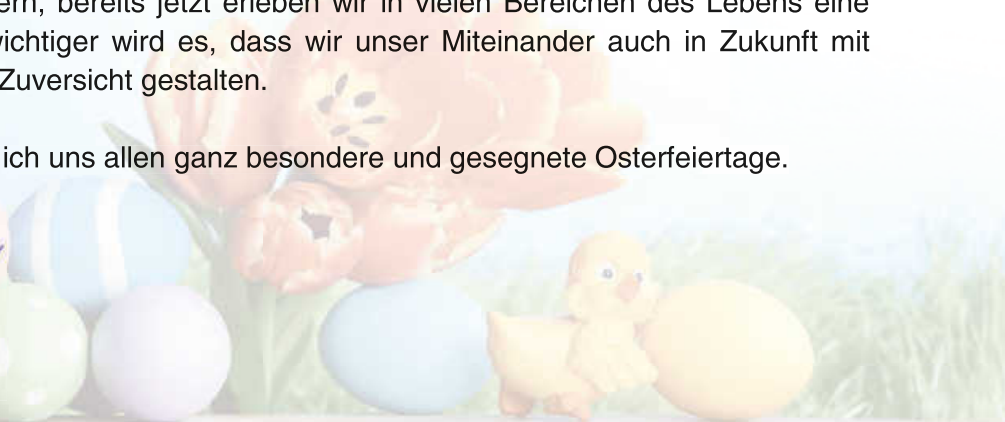 ern, bereits jetzt erleben wir in vielen Bereichen des Lebens eine
wichtiger wird es, dass wir unser Miteinander auch in Zukunft mit
Zuversicht gestalten.
ich uns allen ganz besondere und gesegnete Osterfeiertage.